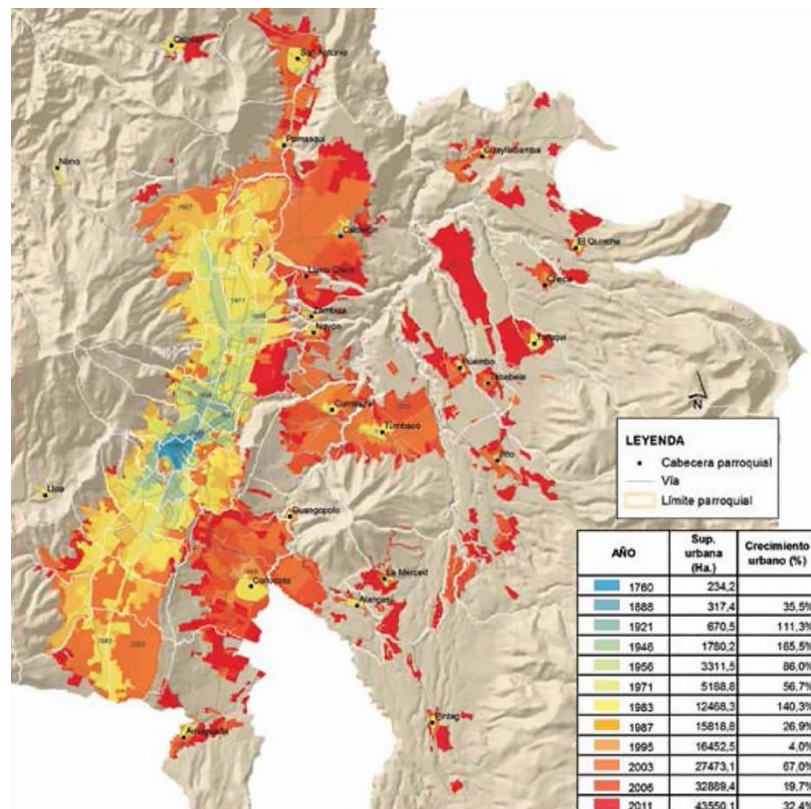 Calacalí
San Antonio
Pomasqui
Nono
Guayllabamba
Calderón
El Quinche
Llano Chico
Checa
Zámbiza
Nayón
Yaruquí
Puembo
Tababela
Cumbayá
Tumbaco
Pifo
Lloa
Guangopolo
Conocoto
La Merced
Alangasí
Píntag
Amaguaña
N
LEYENDA
Cabecera parroquial
Vía
Límite parroquial
AÑO Sup. urbana (Ha.) Crecimiento urbano (%)
1760 234,2
1888 317,4 35,5%
1921 670,5 111,3%
1946 1780,2 165,5%
1956 3311,5 86,0%
1971 5188,8 56,7%
1983 12468,3 140,3%
1987 15818,8 26,9%
1995 16452,5 4,0%
2003 27473,1 67,0%
2006 32889,4 19,7%
2011 43550,1 32,4%